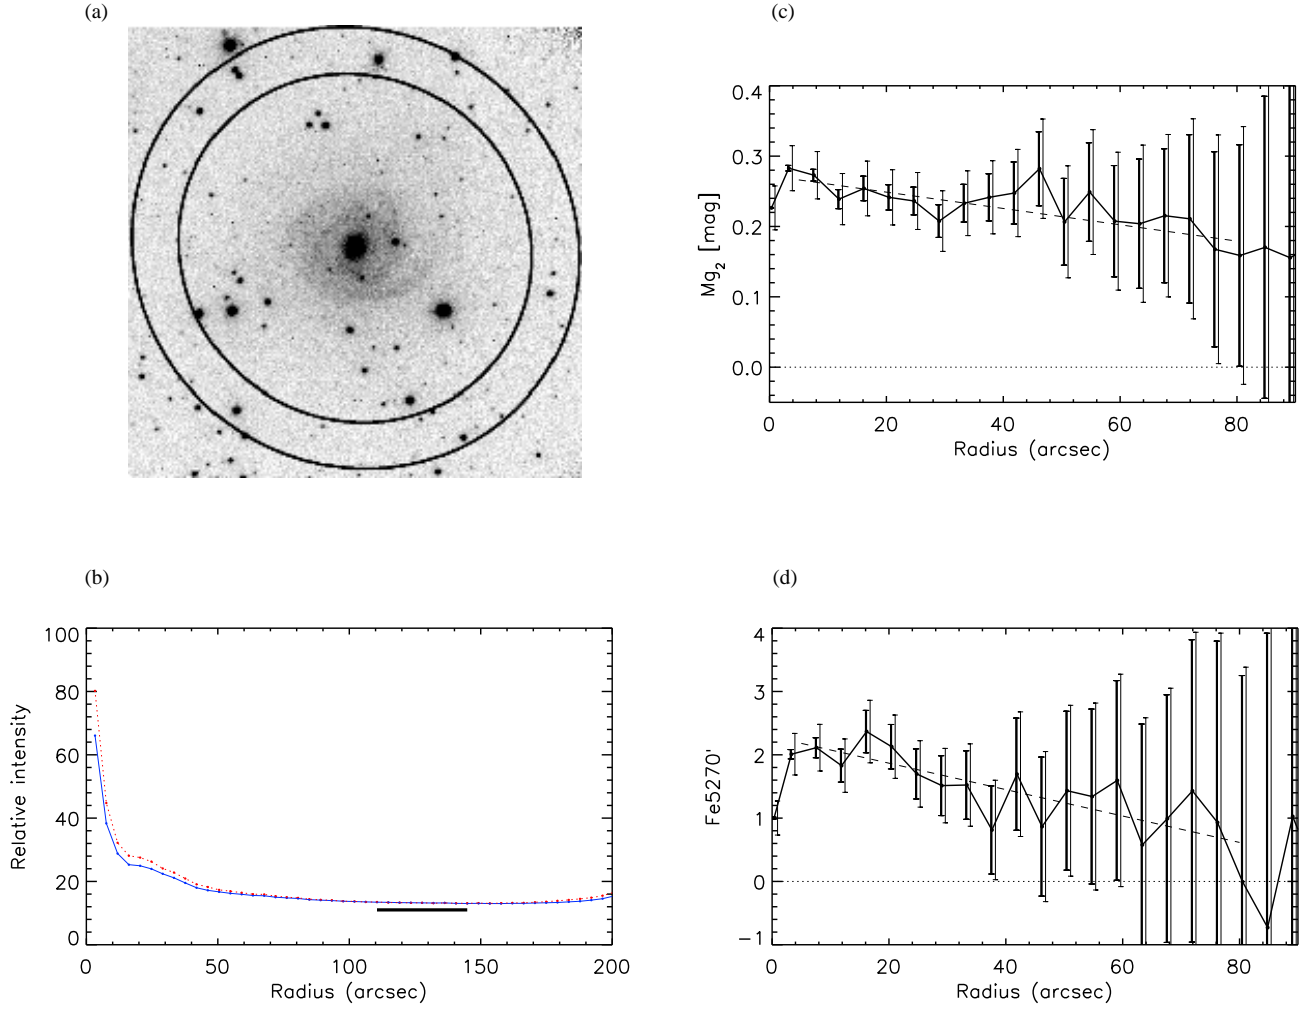 (a)
(c)
0.4
0.3
0.2
0.1
0.0
Mg2 [mag]
0 20 40 60 80
Radius (arcsec)
(b)
(d)
100
80
60
40
20
0
Relative intensity
0 50 100 150 200
Radius (arcsec)
4
3
2
1
0
−1
Fe5270'
0 20 40 60 80
Radius (arcsec)